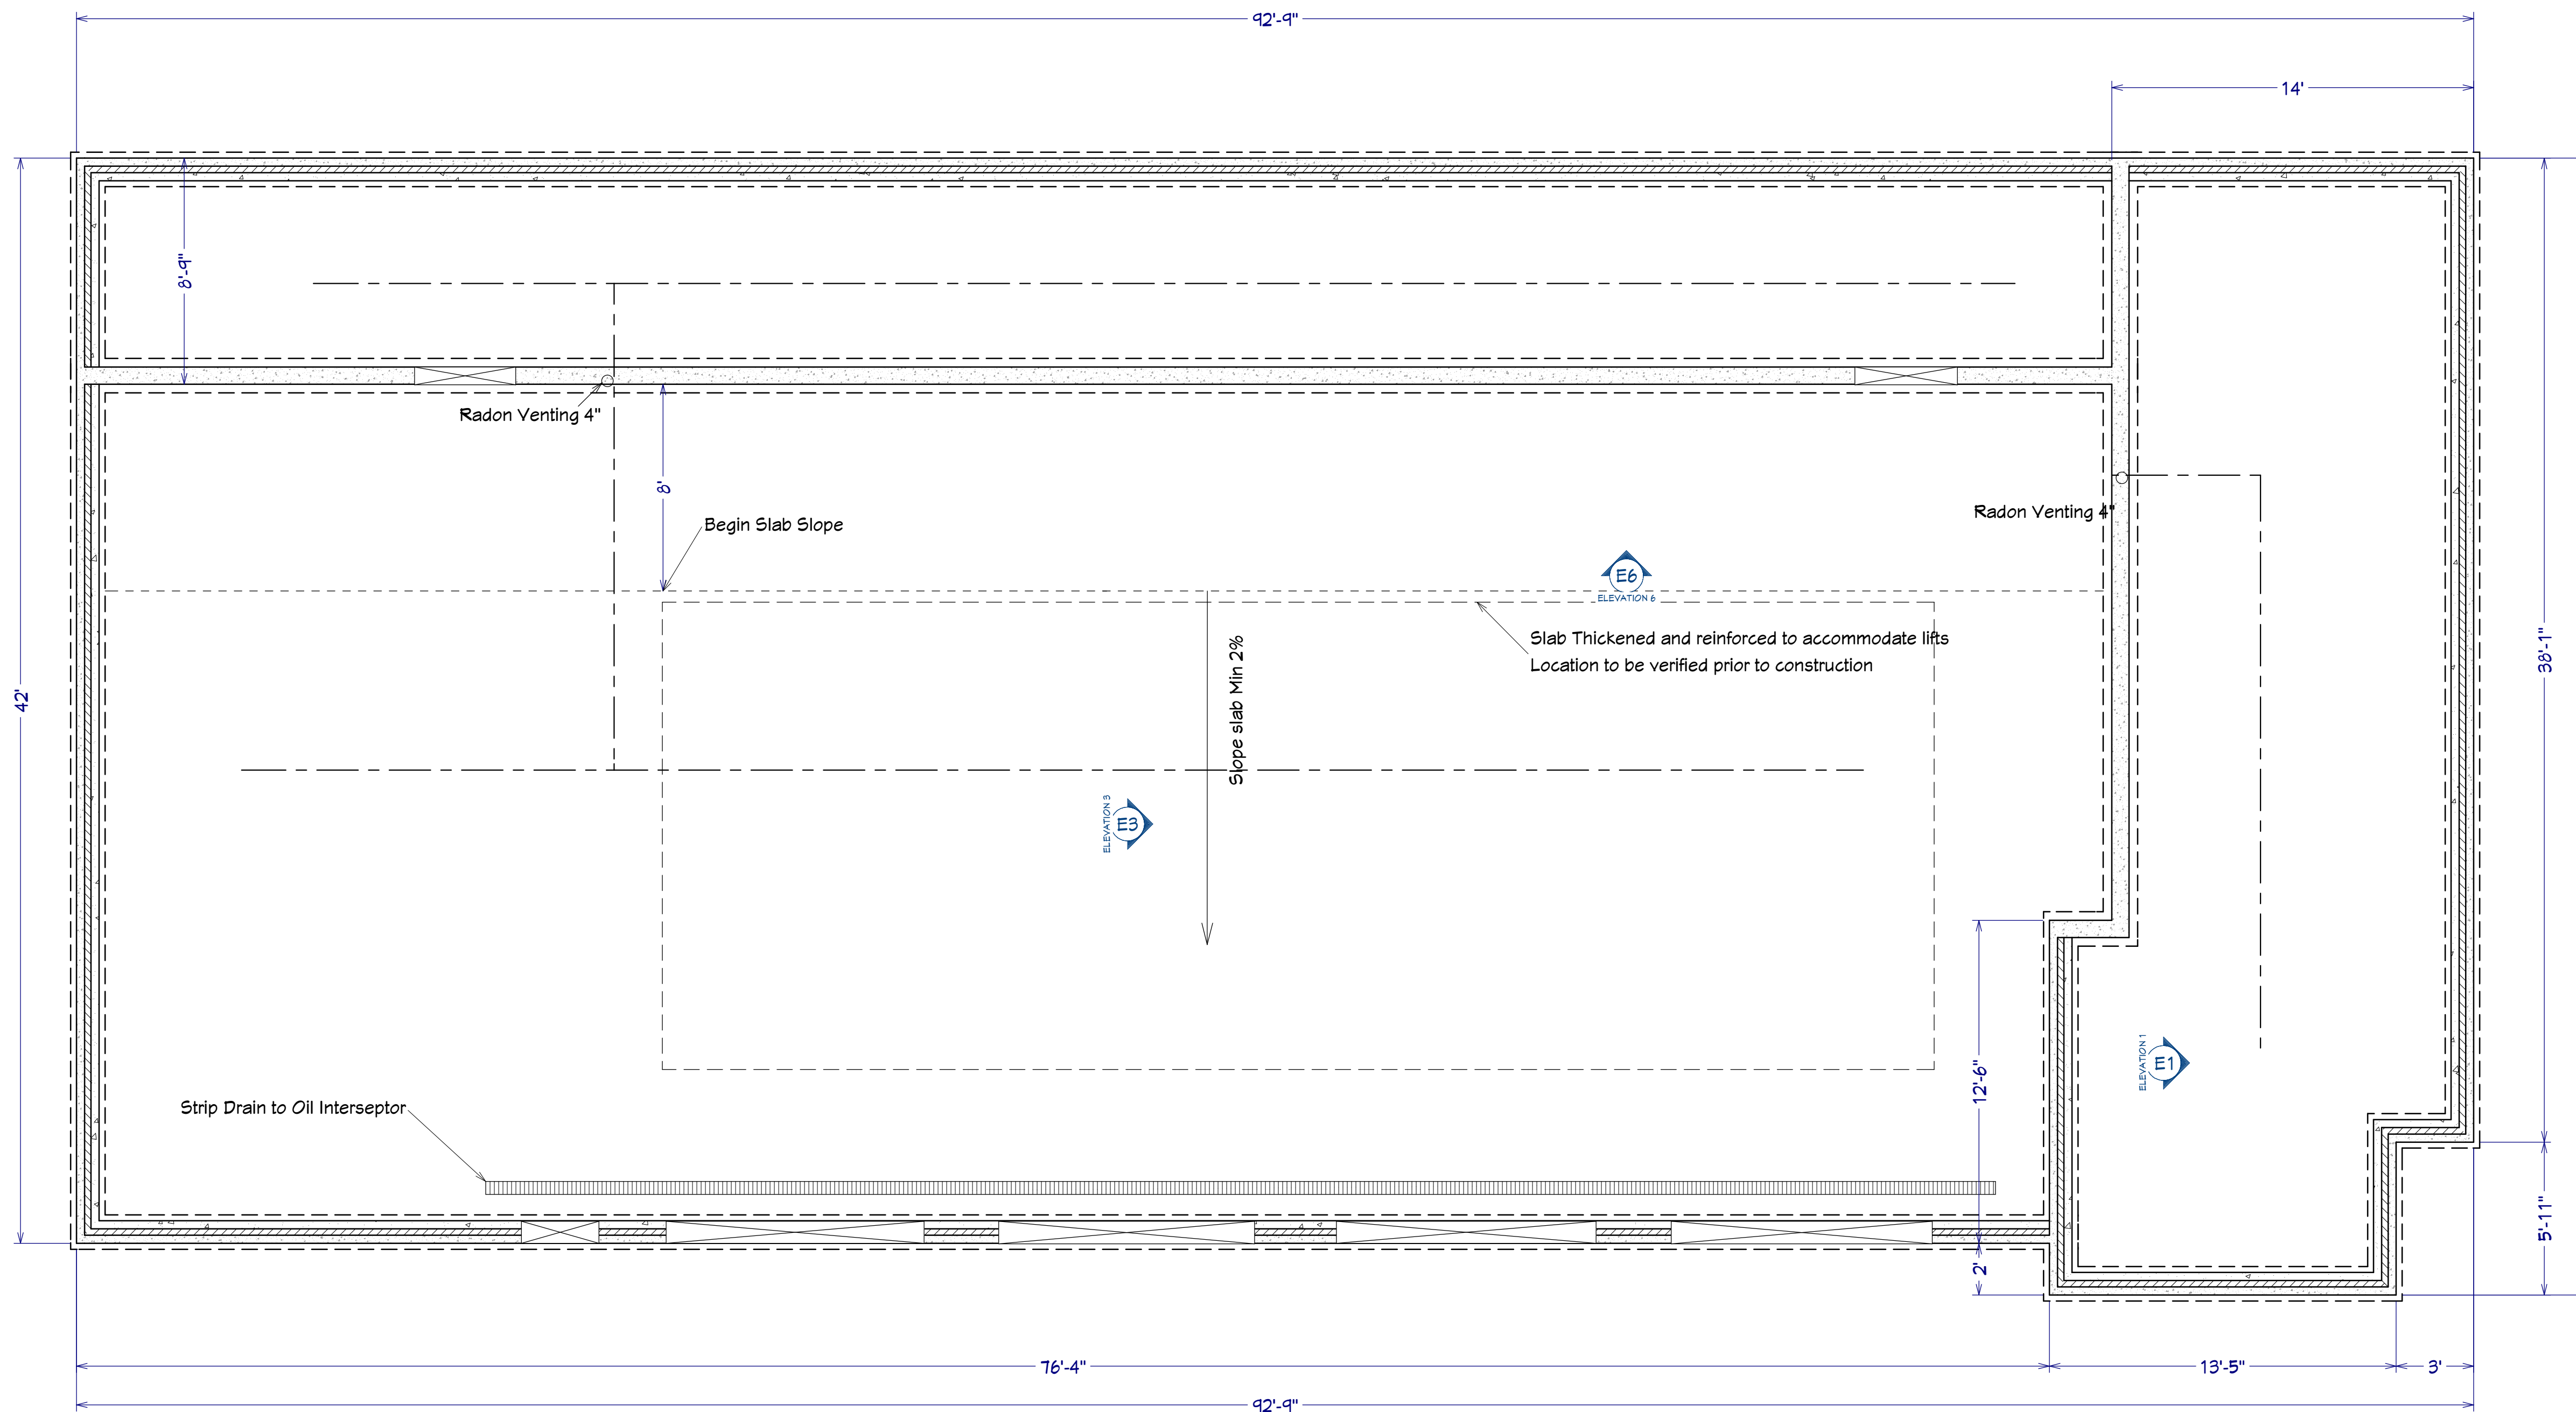 92'-9"
14'
8'-9"
Radon Venting 4"
8'
Begin Slab Slope
Radon Venting 4"
E6
ELEVATION 6
Slab Thickened and reinforced to accommodate lifts
Location to be verified prior to construction
Slope slab Min 2%
42'
38'-1"
ELEVATION 3
E3
ELEVATION 1
E1
12'-6"
Strip Drain to Oil Interseptor
2'
5'-11"
76'-4"
13'-5"
3'
92'-9"